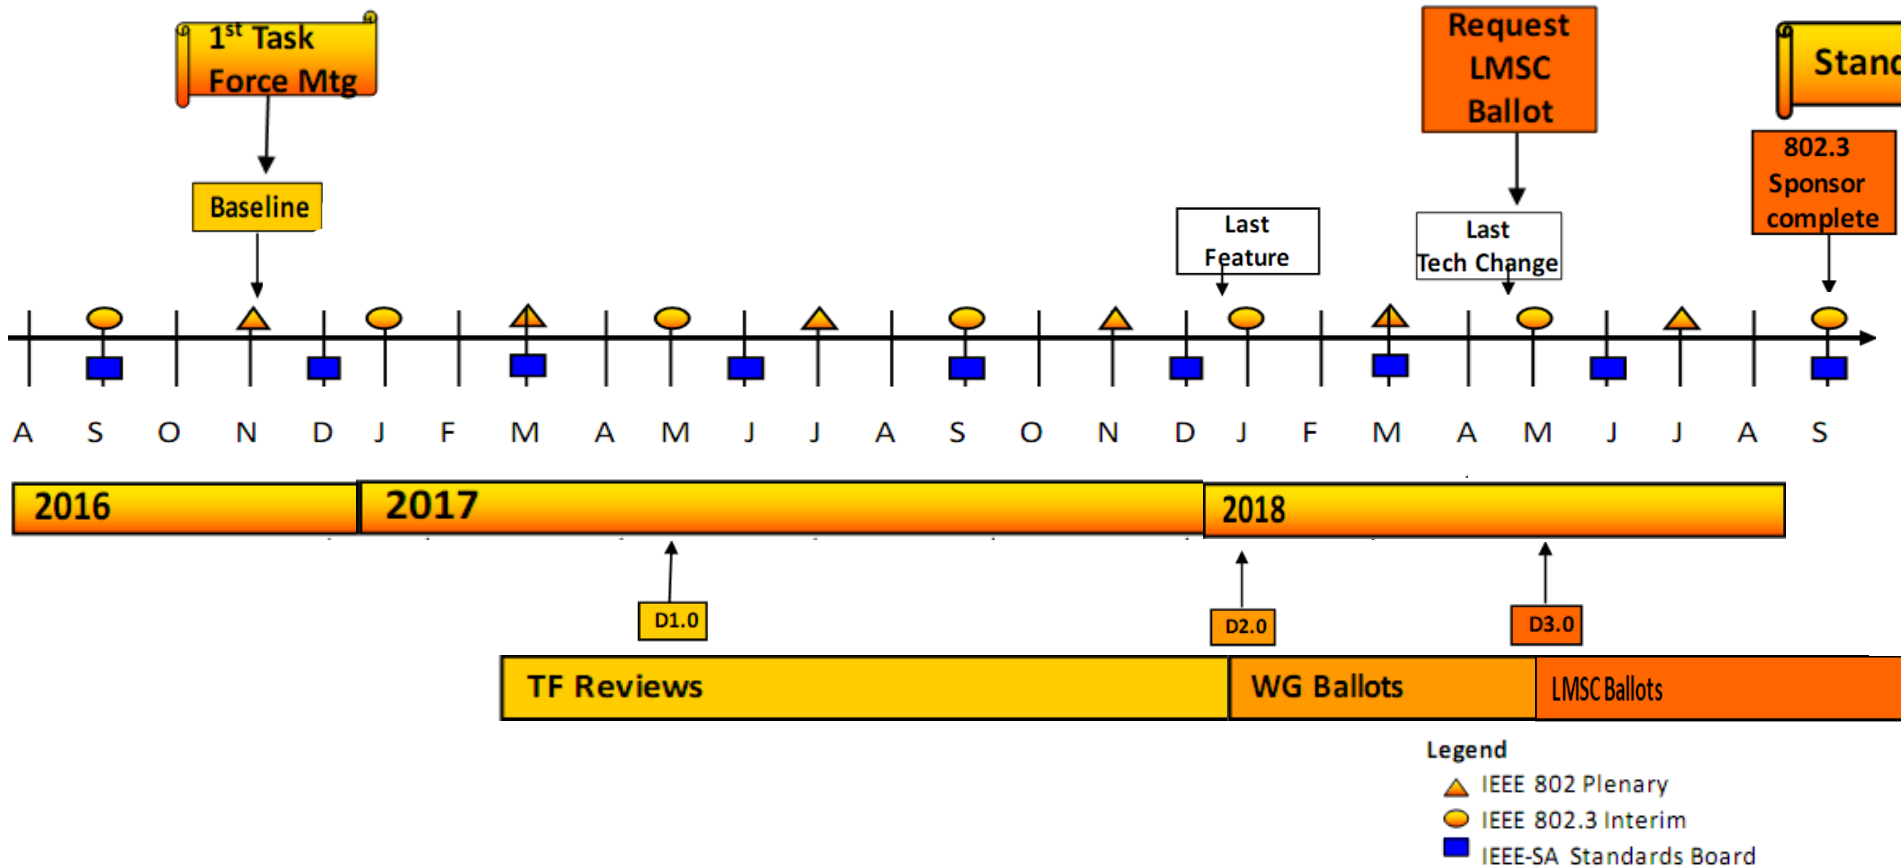 1st Task
Force Mtg
Request
LMSC
Ballot
Stand
802.3
Sponsor
complete
Baseline
Last
Feature
Last
Tech Change
A S O N D J F M A M J J A S O N D J F M A M J J A S
2016 2017 2018
D1.0 D2.0 D3.0
TF Reviews WG Ballots LMSC Ballots
Legend
IEEE 802 Plenary
IEEE 802.3 Interim
IEEE-SA Standards Board